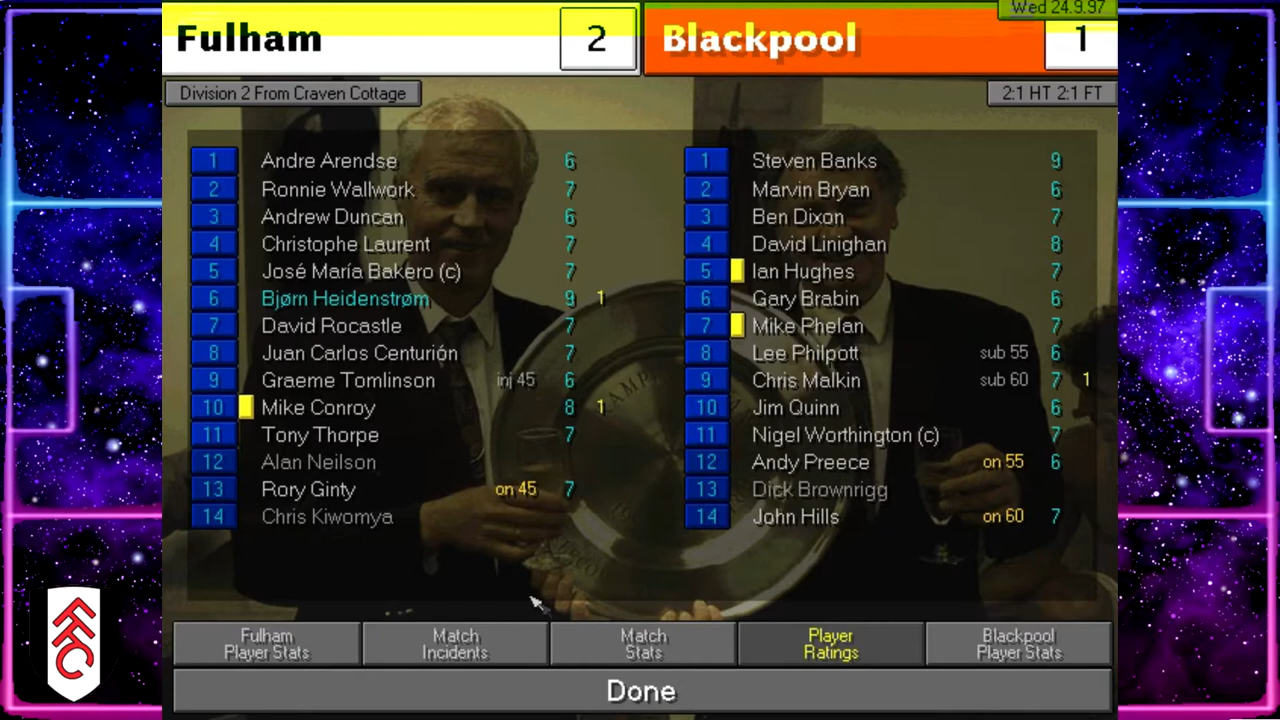 Wed 24.9.97
Fulham 2 Blackpool 1
Division 2 From Craven Cottage 2:1 HT 2:1 FT
1 Andre Arendse 6 1 Steven Banks 9
2 Ronnie Wallwork 7 2 Marvin Bryan 6
3 Andrew Duncan 6 3 Ben Dixon 7
4 Christophe Laurent 7 4 David Linighan 8
5 José María Bakero (c) 7 5 Ian Hughes 7
6 Bjørn Heidenstrøm 9 1 6 Gary Brabin 6
7 David Rocastle 7 7 Mike Phelan 7
8 Juan Carlos Centurión 7 8 Lee Philpott sub 55 6
9 Graeme Tomlinson inj 45 6 9 Chris Malkin sub 60 7 1
10 Mike Conroy 8 1 10 Jim Quinn 6
11 Tony Thorpe 7 11 Nigel Worthington (c) 7
12 Alan Neilson 12 Andy Preece on 55 6
13 Rory Ginty on 45 7 13 Dick Brownrigg
14 Chris Kiwomya 14 John Hills on 60 7
Fulham Player Stats
Match Incidents
Match Stats
Player Ratings
Blackpool Player Stats
Done
FFC